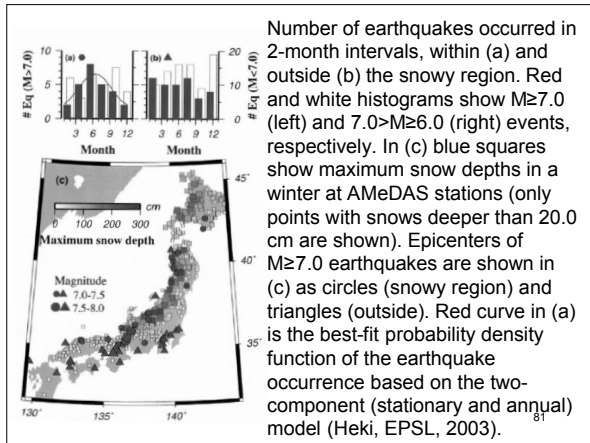 Number of earthquakes occurred in
2-month intervals, within (a) and
outside (b) the snowy region. Red
and white histograms show M≥7.0
(left) and 7.0>M≥6.0 (right) events,
respectively. In (c) blue squares
show maximum snow depths in a
winter at AMeDAS stations (only
points with snows deeper than 20.0
cm are shown). Epicenters of
M≥7.0 earthquakes are shown in
(c) as circles (snowy region) and
triangles (outside). Red curve in (a)
is the best-fit probability density
function of the earthquake
occurrence based on the two-
component (stationary and annual)
model (Heki, EPSL, 2003).
81
# Eq (M>7.0)
10
5
0
(a)
(b)
20
10
0
# Eq (M<7.0)
3 6 9 12
3 6 9 12
Month
Month
(c)
cm
0 100 200 300
Maximum snow depth
Magnitude
7.0-7.5
7.5-8.0
45
40
35
130
135
140